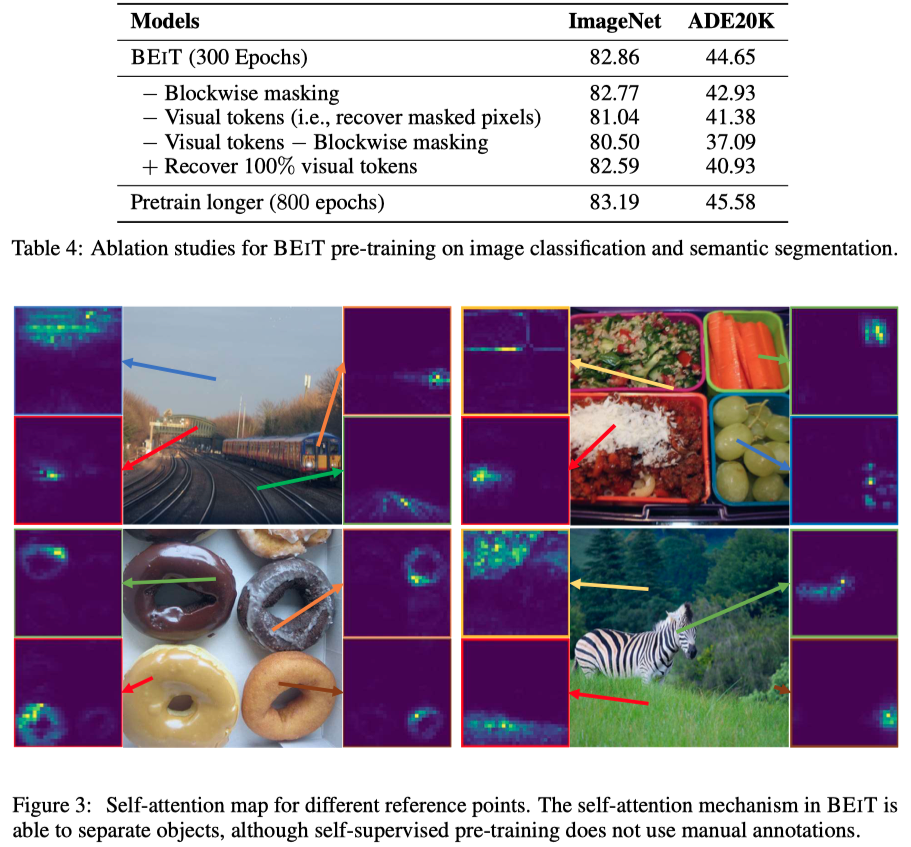 Models ImageNet ADE20K
BEIT (300 Epochs) 82.86 44.65
− Blockwise masking 82.77 42.93
− Visual tokens (i.e., recover masked pixels) 81.04 41.38
− Visual tokens − Blockwise masking 80.50 37.09
+ Recover 100% visual tokens 82.59 40.93
Pretrain longer (800 epochs) 83.19 45.58
Table 4: Ablation studies for BEIT pre-training on image classification and semantic segmentation.
Figure 3: Self-attention map for different reference points. The self-attention mechanism in BEIT is
able to separate objects, although self-supervised pre-training does not use manual annotations.